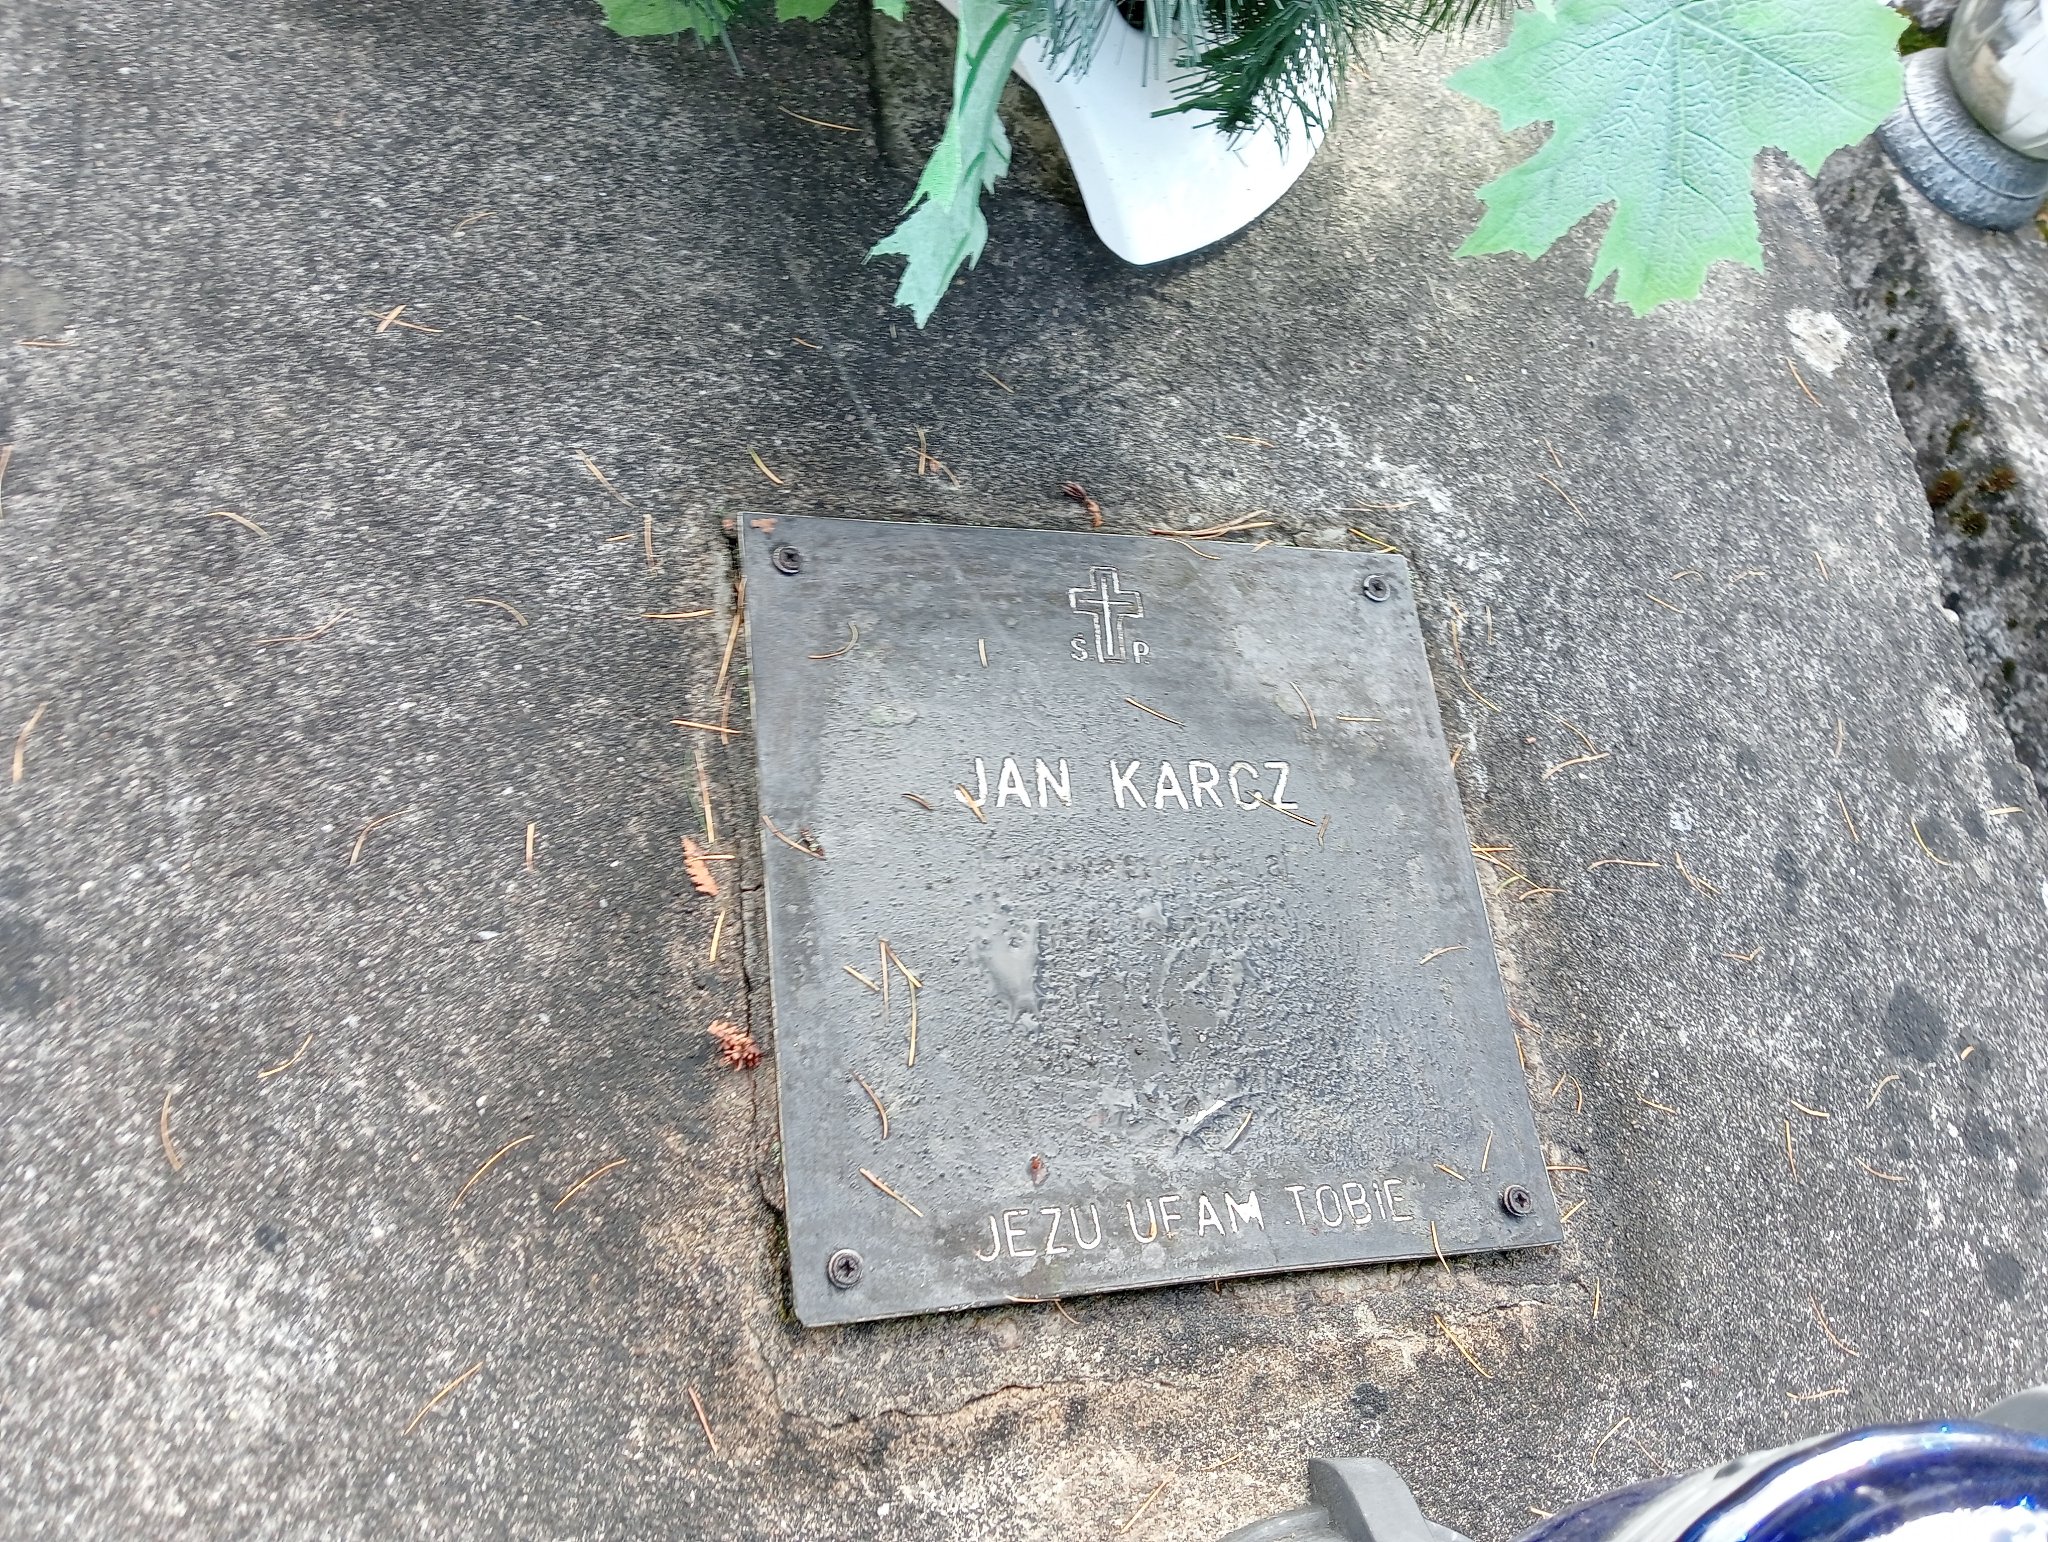 Ś. P.
JAN KARCZ
JEZU UFAM TOBIE